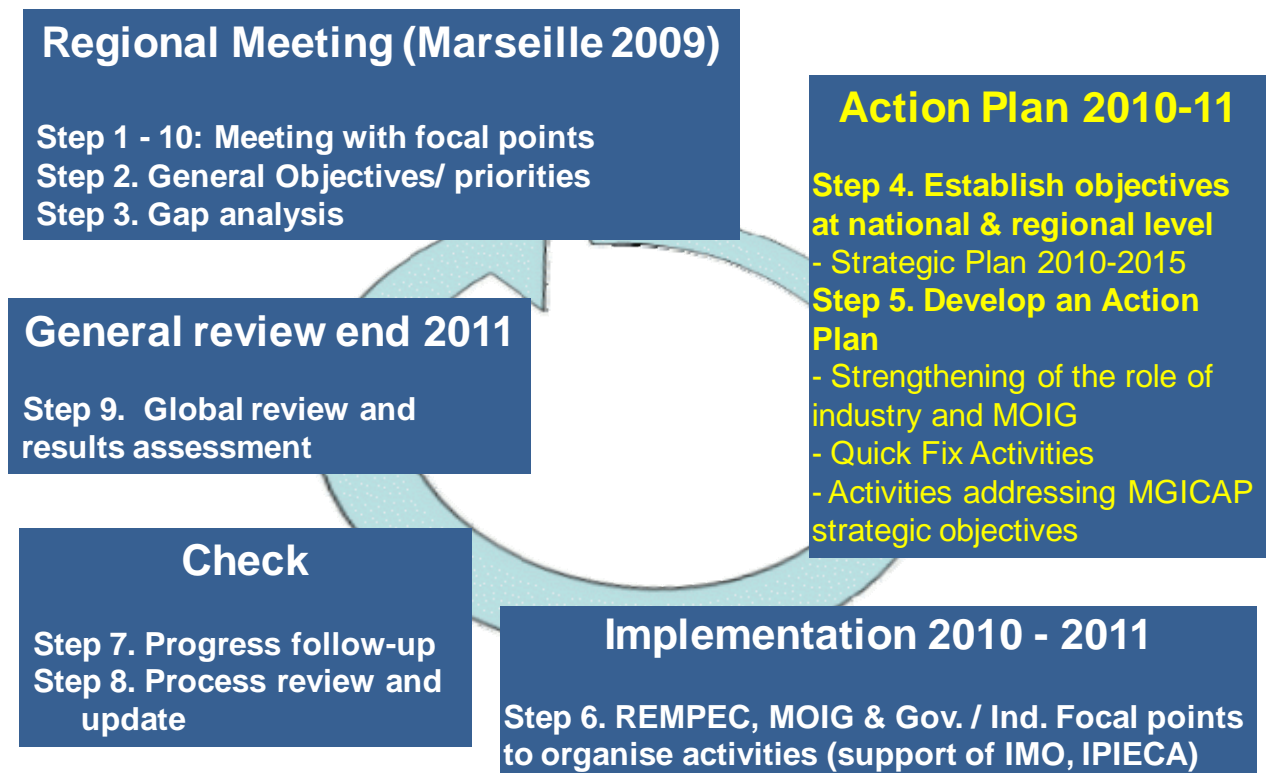 Regional Meeting (Marseille 2009)
Step 1 - 10: Meeting with focal points
Step 2. General Objectives/ priorities
Step 3. Gap analysis
Action Plan 2010-11
Step 4. Establish objectives
at national & regional level
- Strategic Plan 2010-2015
Step 5. Develop an Action
Plan
- Strengthening of the role of
industry and MOIG
- Quick Fix Activities
- Activities addressing MGICAP
strategic objectives
Implementation 2010 - 2011
Step 6. REMPEC, MOIG & Gov. / Ind. Focal points
to organise activities (support of IMO, IPIECA)
Check
Step 7. Progress follow-up
Step 8. Process review and
update
General review end 2011
Step 9. Global review and
results assessment